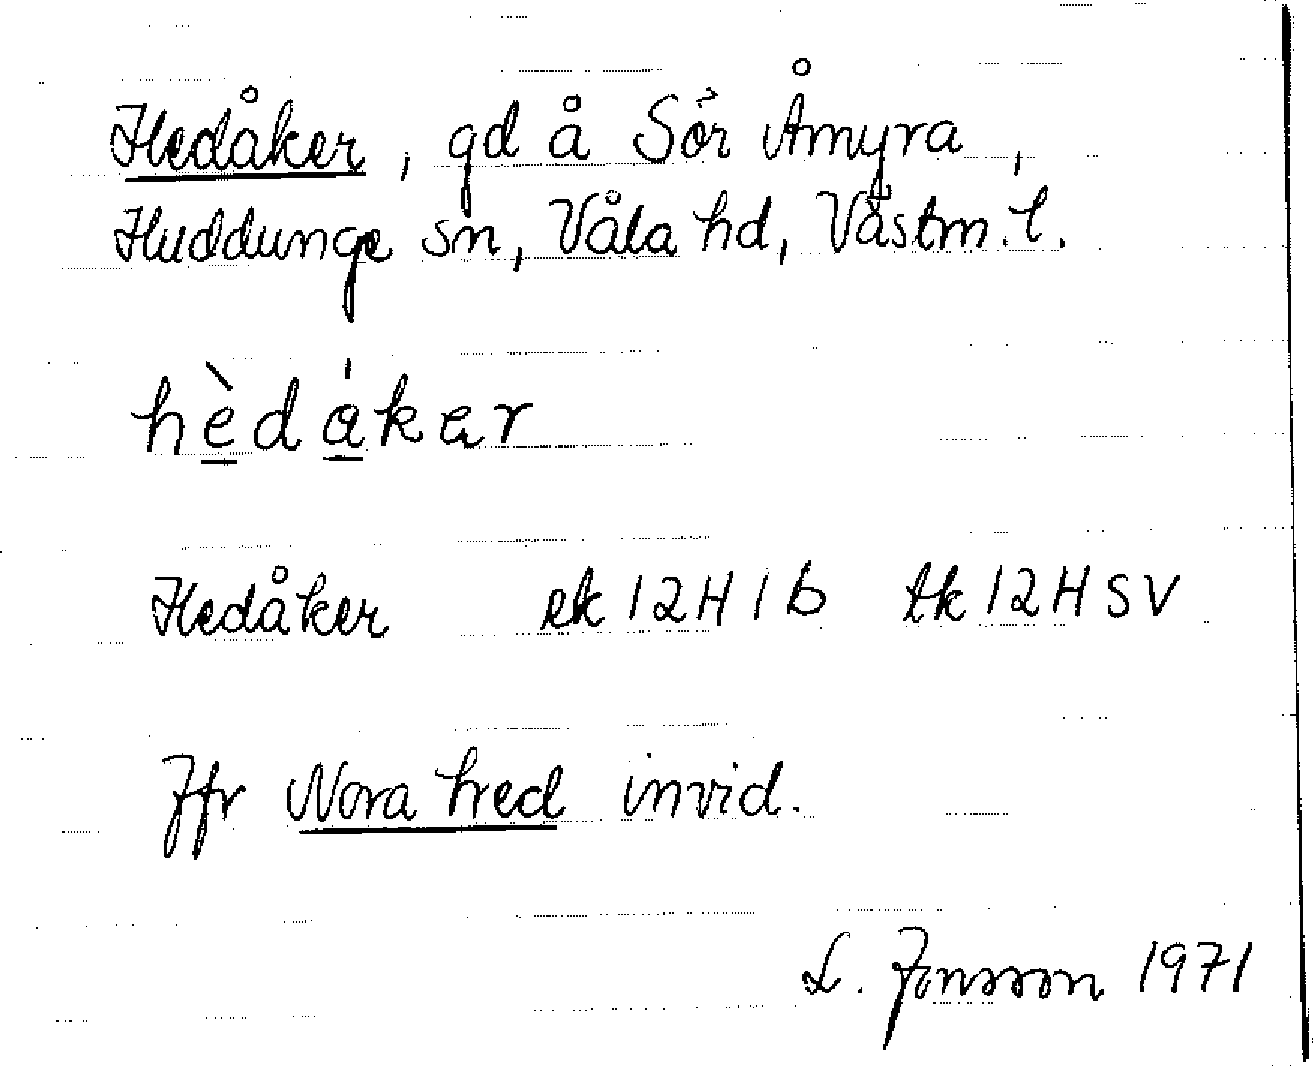 Hedåker, gd å Sör Åmyra,
Huddunge sn, Våla hd, Västm. l.
hèdåkər
Hedåker ek 12H 1b tk 12H SV
Jfr Nora hed invid.
L. Jonsson 1971